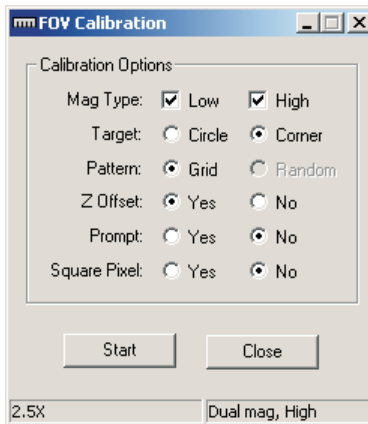 FOV Calibration
Calibration Options
Mag Type: Low High
Target: Circle Corner
Pattern: Grid Random
Z Offset: Yes No
Prompt: Yes No
Square Pixel: Yes No
Start Close
2.5X Dual mag, High